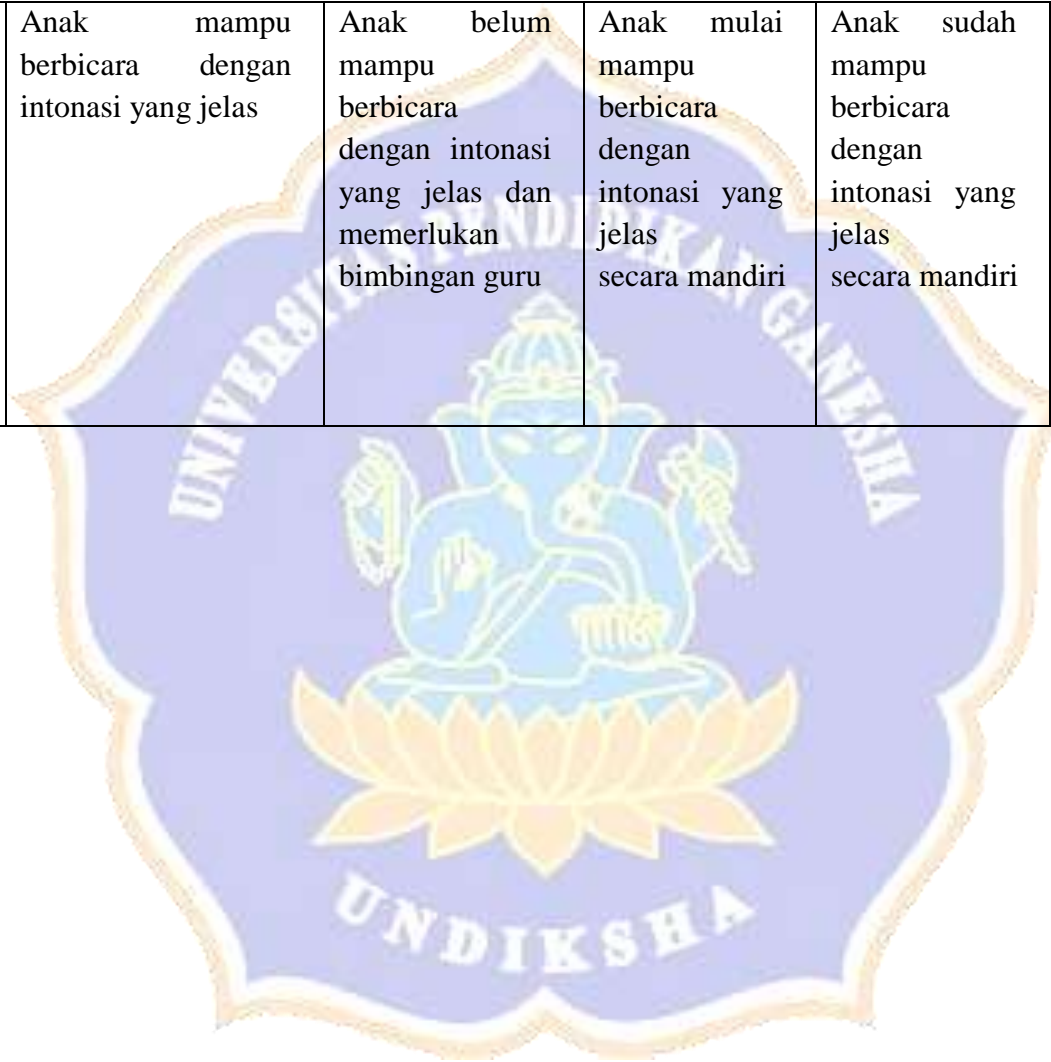 Anak mampu
berbicara dengan
intonasi yang jelas
Anak belum
mampu
berbicara
dengan intonasi
yang jelas dan
memerlukan
bimbingan guru
Anak mulai
mampu
berbicara
dengan
intonasi yang
jelas
secara mandiri
Anak sudah
mampu
berbicara
dengan
intonasi yang
jelas
secara mandiri
UNIVERSITAS PENDIDIKAN GANESHA
UNDIKSHA